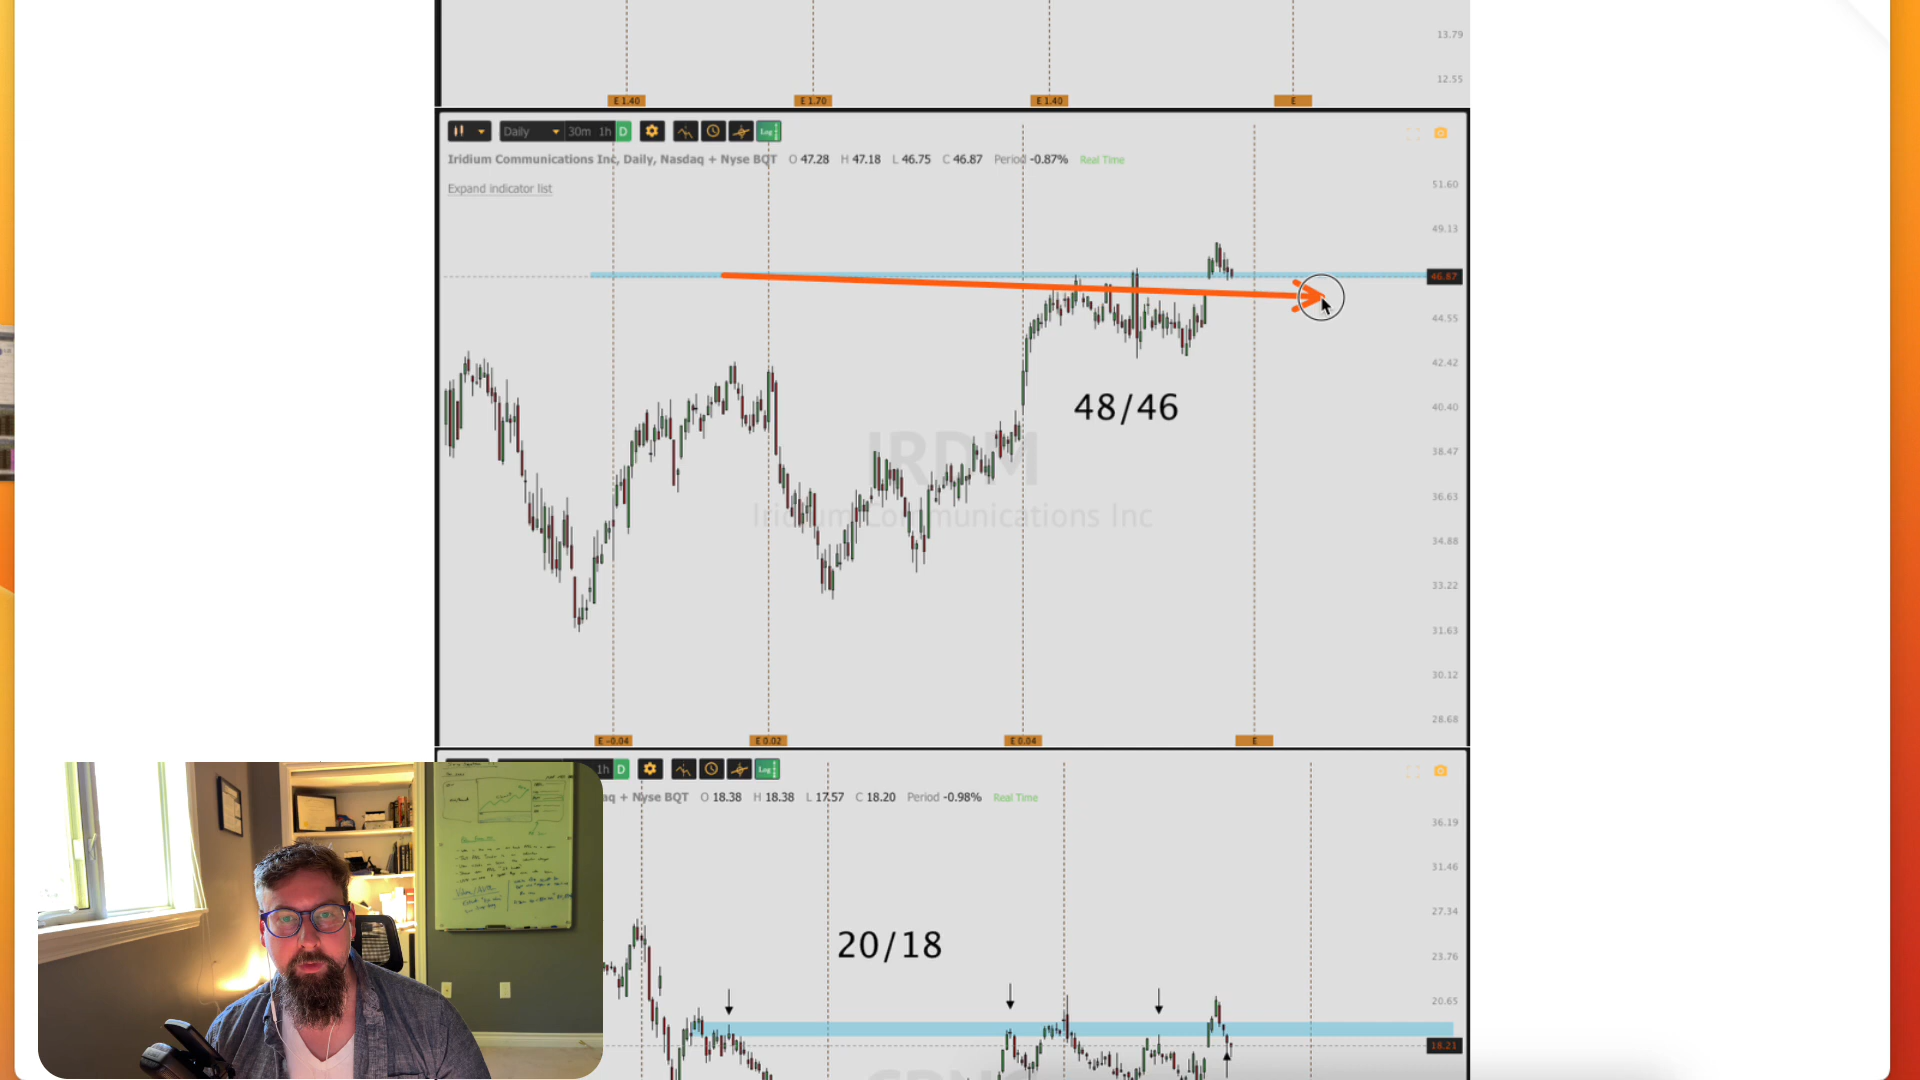 13.79
12.55
E 1.40
E 1.70
E 1.40
E
Daily
30m 1h D
Log
Iridium Communications Inc, Daily, Nasdaq + Nyse BQT O 47.28 H 47.18 L 46.75 C 46.87 Period -0.87% Real Time
Expand indicator list
51.60
49.13
46.87
44.55
42.42
40.40
38.47
36.63
34.88
33.22
31.63
30.12
28.68
48/46
IRDM
Iridium Communications Inc
E -0.04
E 0.02
E 0.04
E
1h D
Log
aq + Nyse BQT O 18.38 H 18.38 L 17.57 C 18.20 Period -0.98% Real Time
36.19
31.46
27.34
23.76
20.65
18.21
20/18